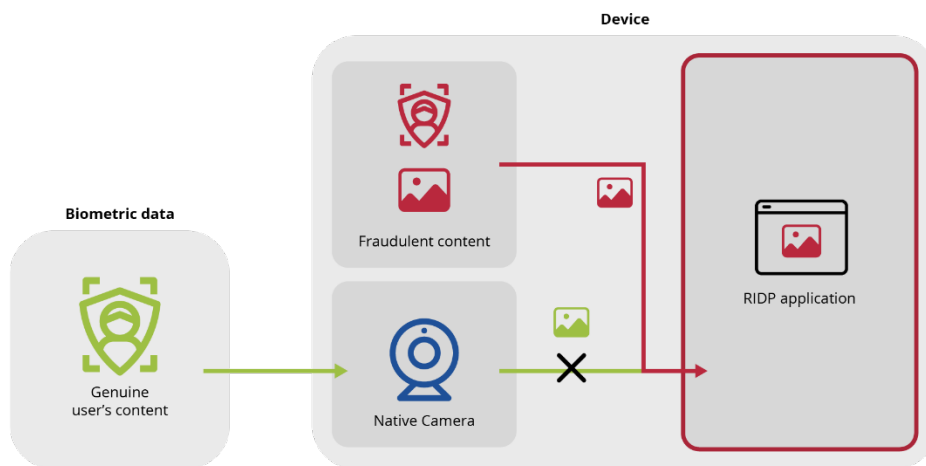 Device
Fraudulent content
Biometric data
RIDP application
Genuine
user's content
Native Camera